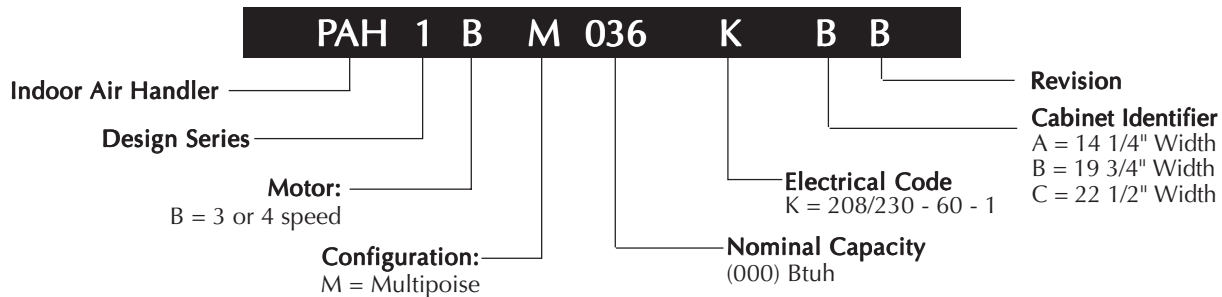 PAH 1 B M 036 K B B
Indoor Air Handler
Design Series
Motor:
B = 3 or 4 speed
Configuration:
M = Multipoise
Nominal Capacity
(000) Btuh
Electrical Code
K = 208/230 - 60 - 1
Revision
Cabinet Identifier
A = 14 1/4" Width
B = 19 3/4" Width
C = 22 1/2" Width